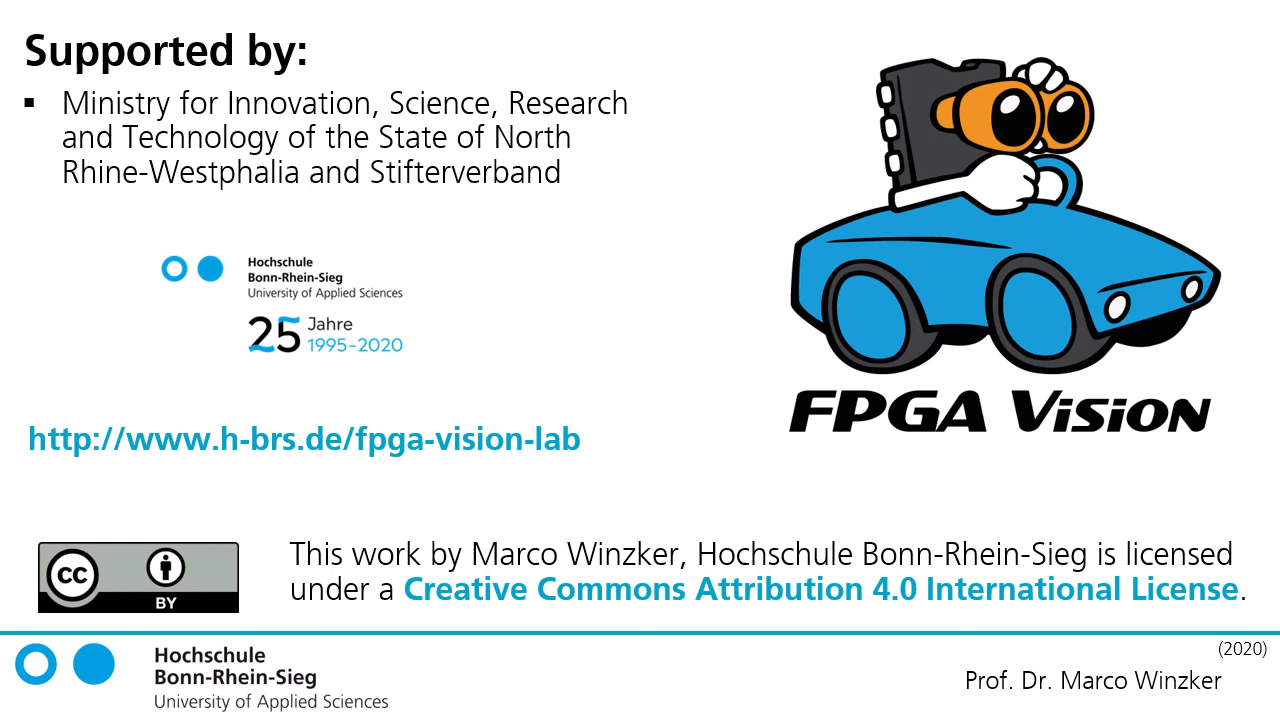 Supported by:
▪ Ministry for Innovation, Science, Research
and Technology of the State of North
Rhine-Westphalia and Stifterverband
Hochschule
Bonn-Rhein-Sieg
University of Applied Sciences
25 Jahre
1995-2020
FPGA Vision
http://www.h-brs.de/fpga-vision-lab
cc
BY
This work by Marco Winzker, Hochschule Bonn-Rhein-Sieg is licensed
under a Creative Commons Attribution 4.0 International License.
Hochschule
Bonn-Rhein-Sieg
University of Applied Sciences
(2020)
Prof. Dr. Marco Winzker